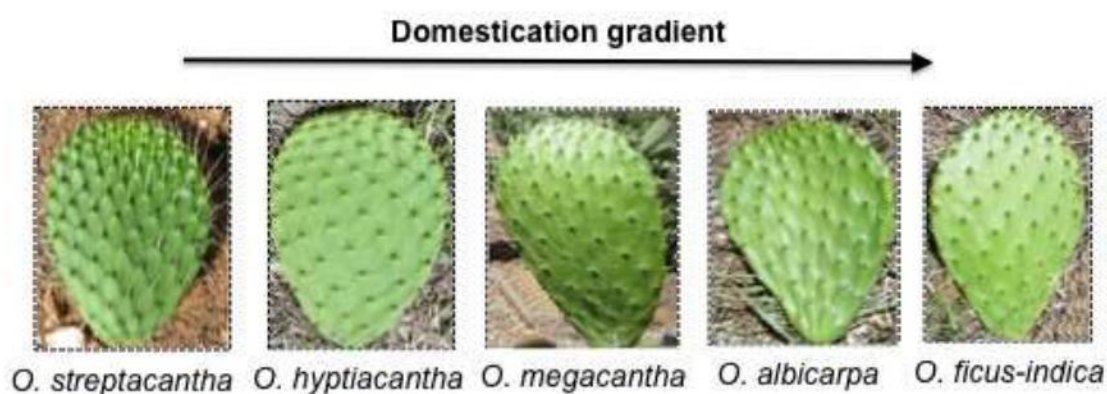 Domestication gradient
O. streptacantha O. hyptiacantha O. megacantha O. albicarpa O. ficus-indica